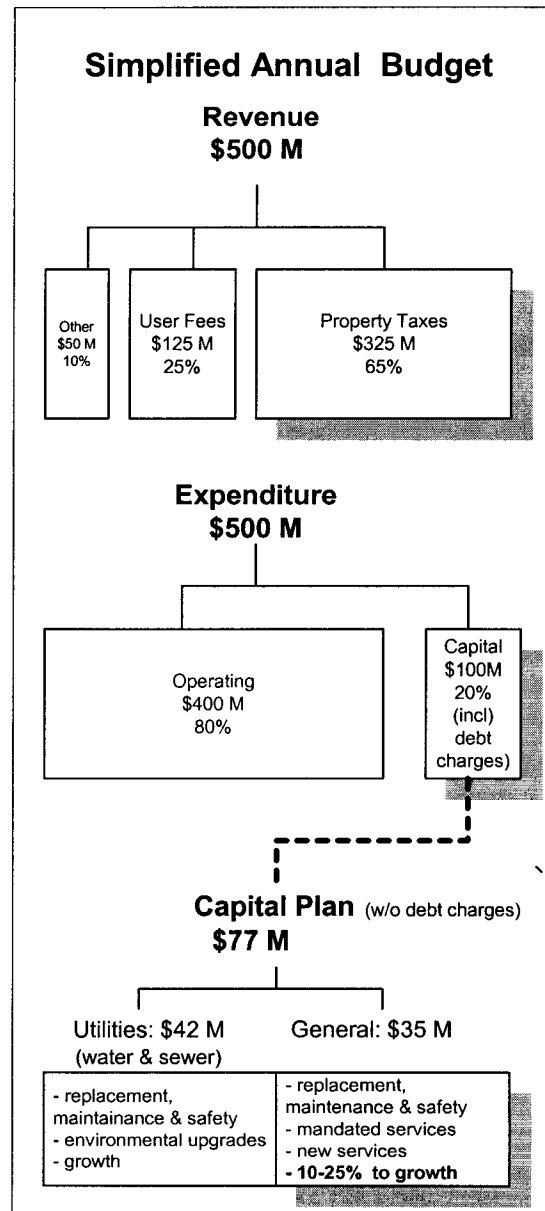 Simplified Annual Budget
Revenue
$500 M
Other
$50 M
10%
User Fees
$125 M
25%
Property Taxes
$325 M
65%
Expenditure
$500 M
Operating
$400 M
80%
Capital
$100M
20%
(incl)
debt
charges)
Capital Plan (w/o debt charges)
$77 M
Utilities: $42 M
(water & sewer)
General: $35 M
- replacement,
maintainance & safety
- environmental upgrades
- growth
- replacement,
maintenance & safety
- mandated services
- new services
- 10-25% to growth